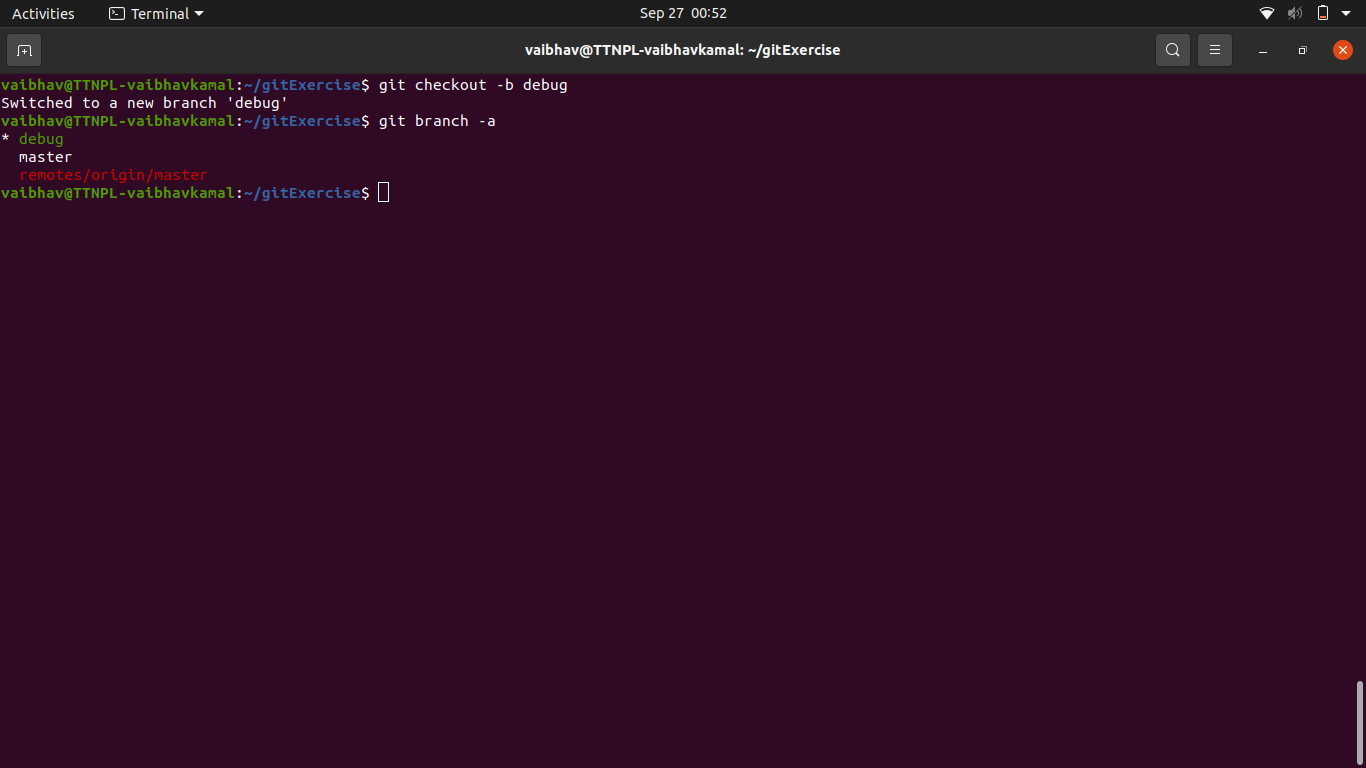 Activities Terminal Sep 27 00:52
vaibhav@TTNPL-vaibhavkamal: ~/gitExercise
vaibhav@TTNPL-vaibhavkamal:~/gitExercise$ git checkout -b debug
Switched to a new branch 'debug'
vaibhav@TTNPL-vaibhavkamal:~/gitExercise$ git branch -a
* debug
  master
  remotes/origin/master
vaibhav@TTNPL-vaibhavkamal:~/gitExercise$